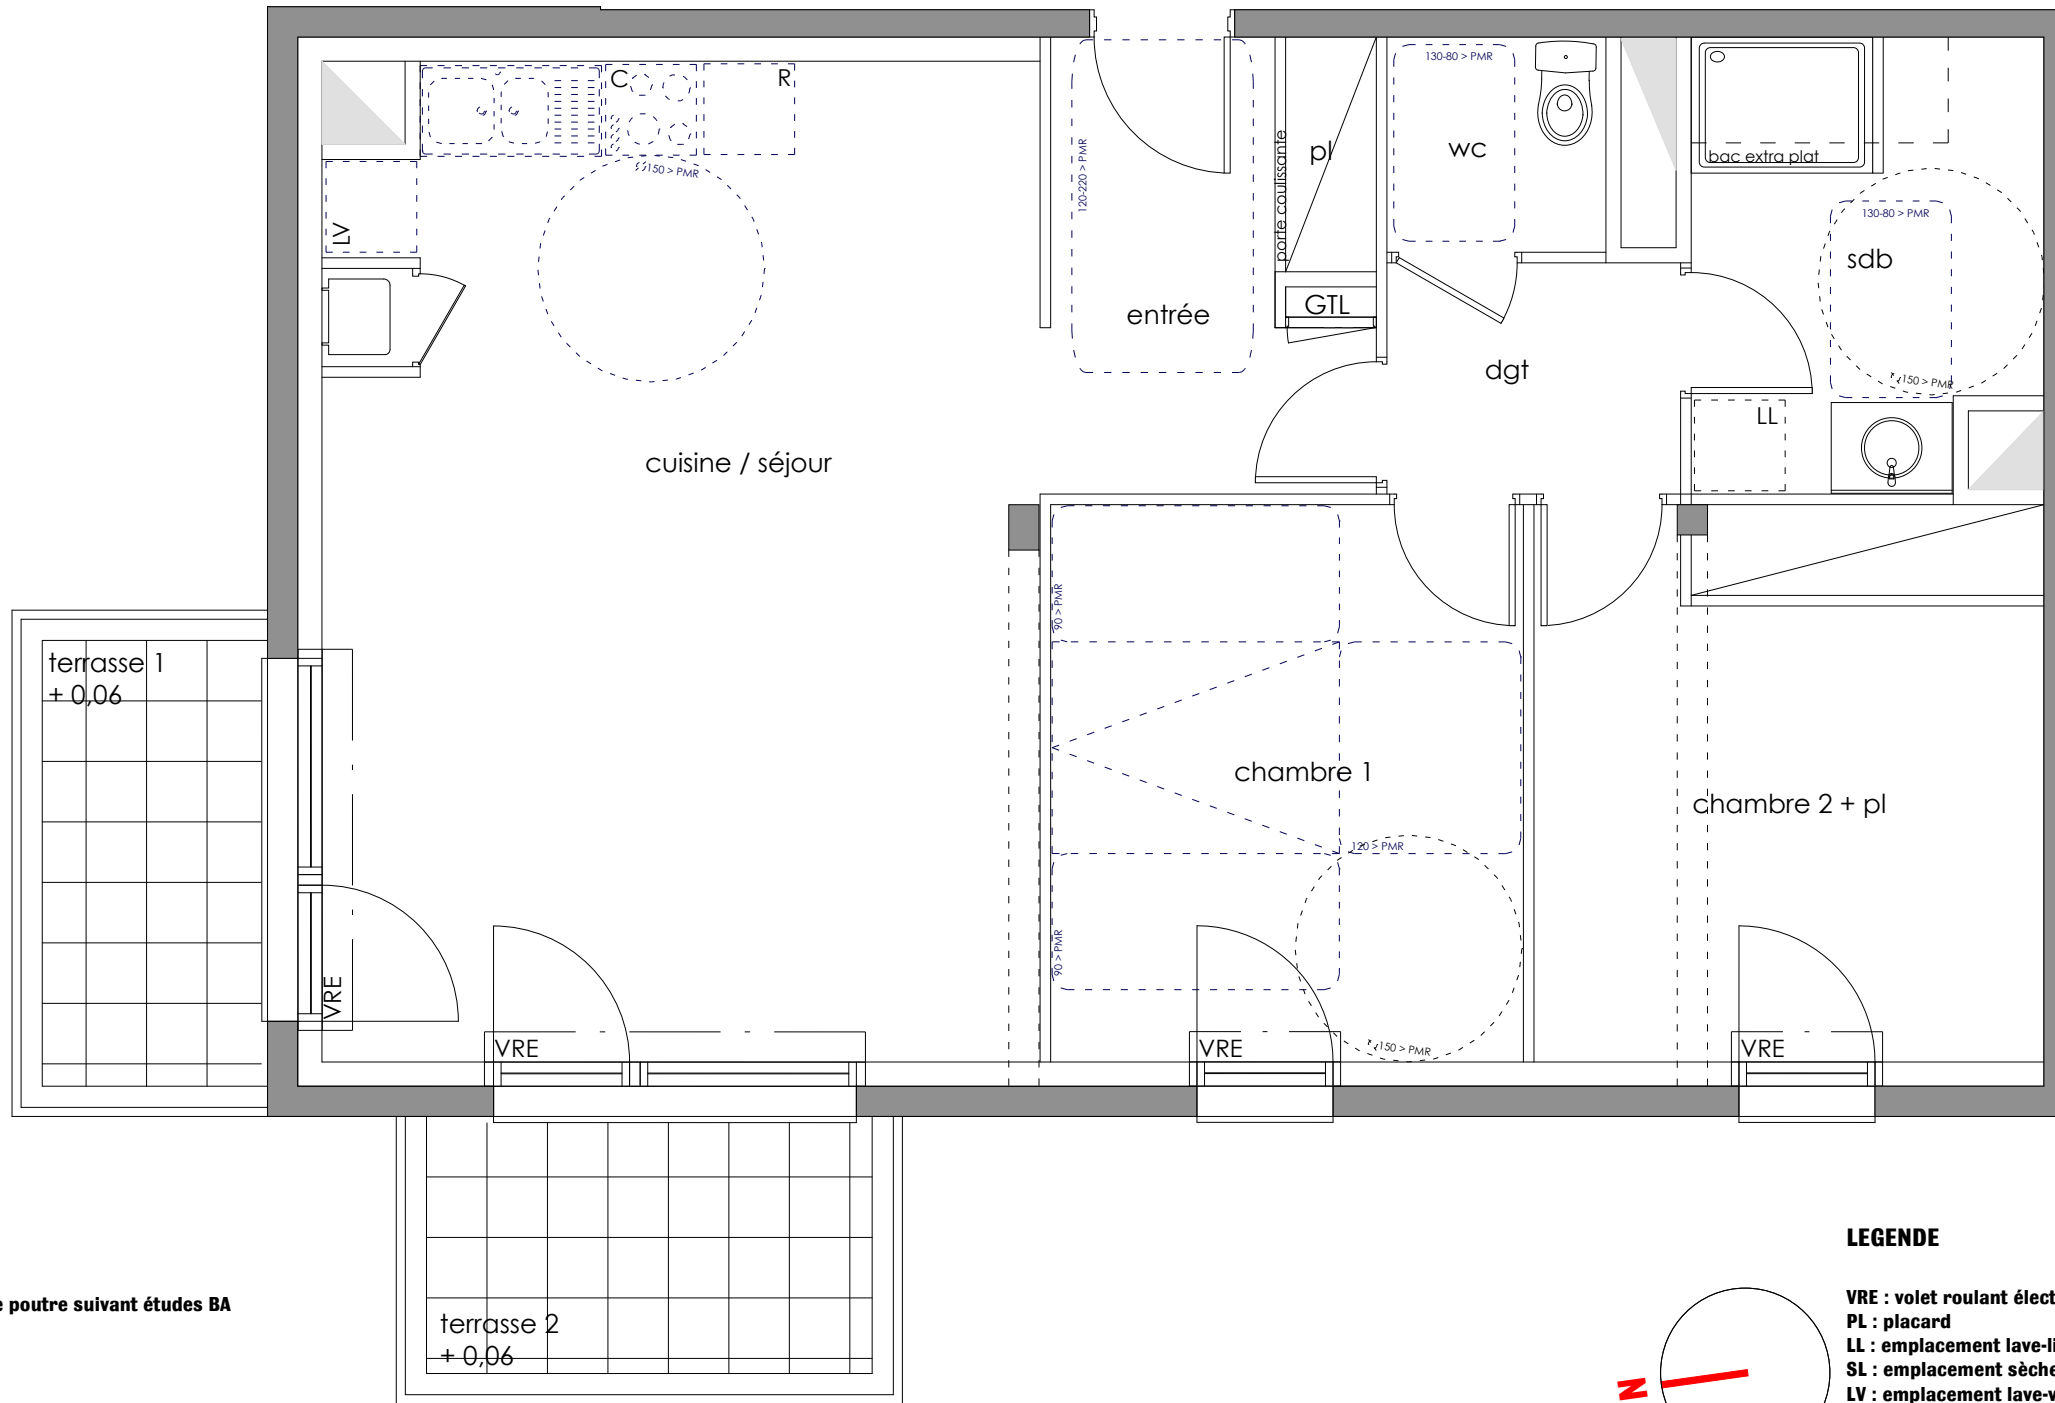 C
R
150 > PMR
LV
120-220 > PMR
entrée
porte coulissante
pl
GTL
130-80 > PMR
wc
bac extra plat
130-80 > PMR
sdb
150 > PMR
dgt
LL
cuisine / séjour
90 > PMR
terrasse 1
+ 0,06
chambre 1
chambre 2 + pl
120 > PMR
90 > PMR
VRE
150 > PMR
VRE
VRE
VRE
terrasse 2
+ 0,06
poutre suivant études BA
N
LEGENDE
VRE : volet roulant élect
PL : placard
LL : emplacement lave-li
SL : emplacement sèche
LV : emplacement lave-v